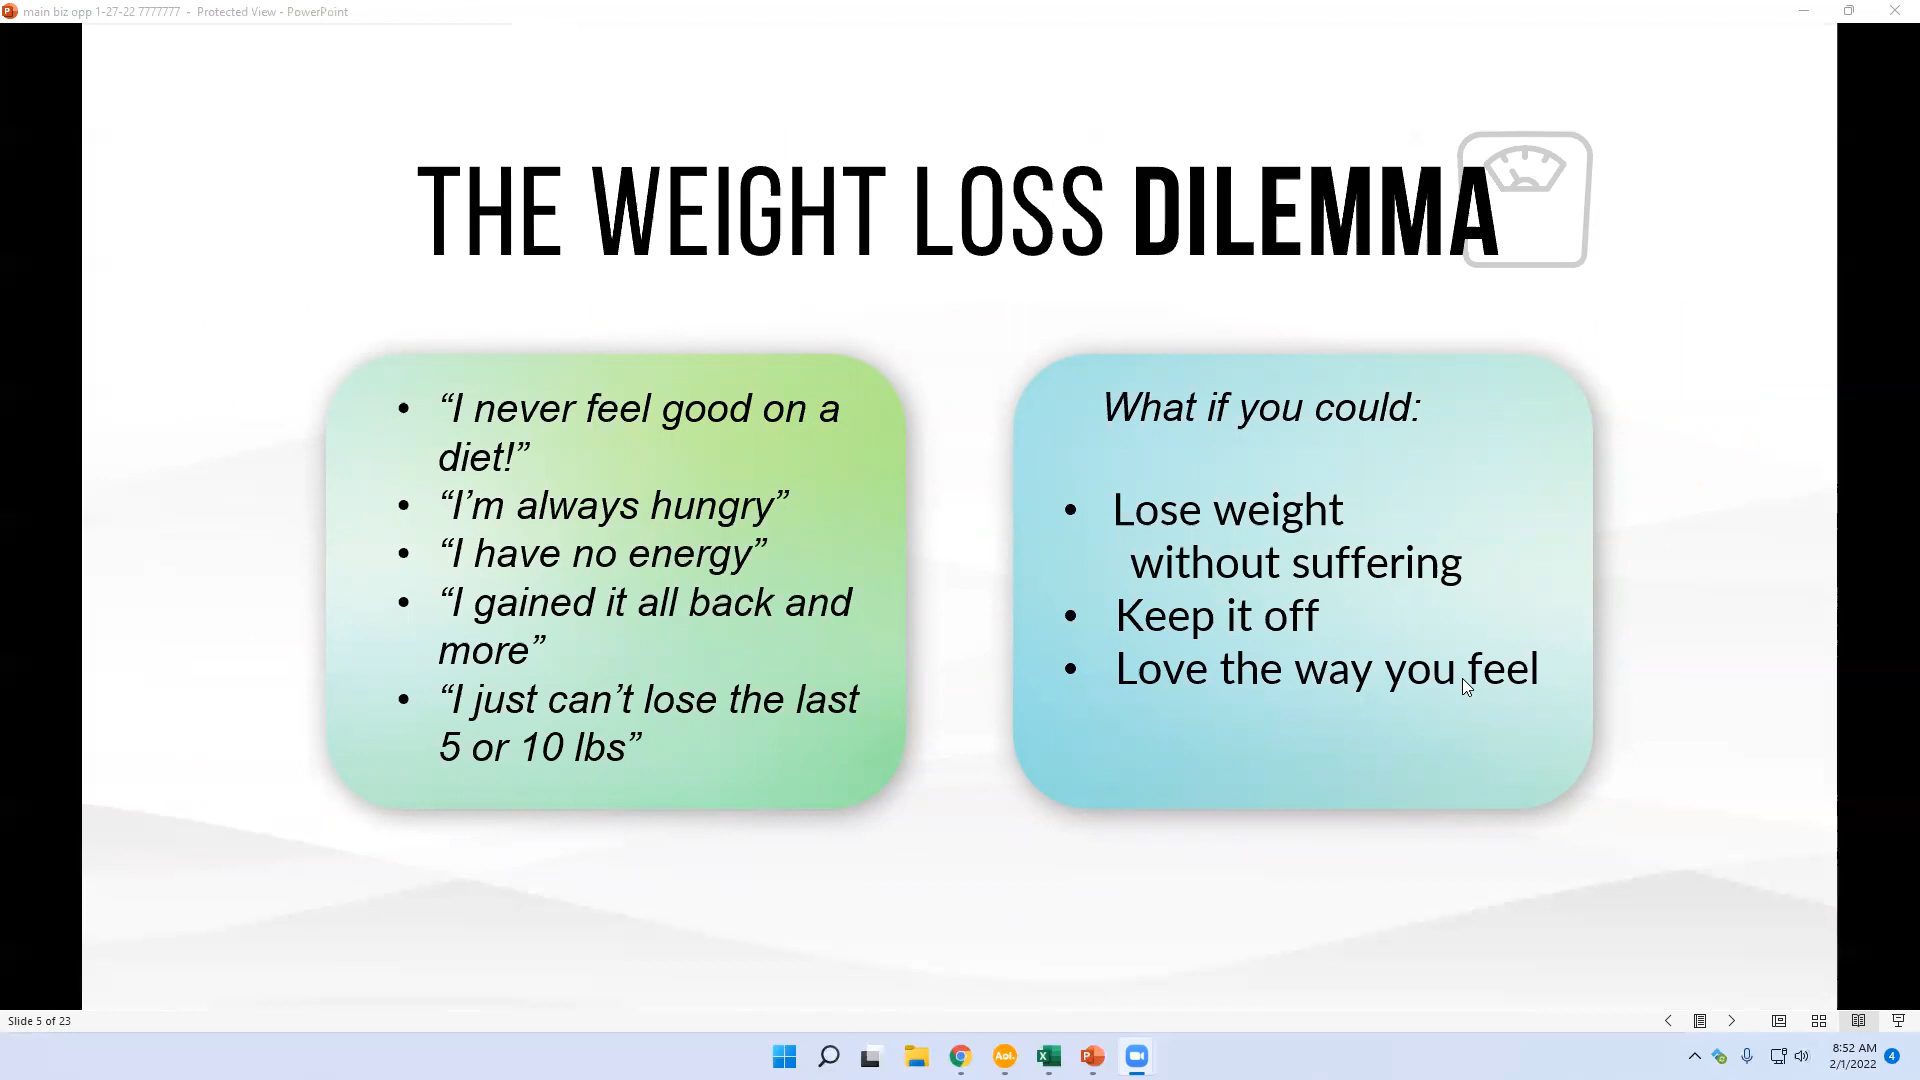 main biz opp 1-27-22 7777777 - Protected View - PowerPoint
THE WEIGHT LOSS DILEMMA
• “I never feel good on a
diet!”
• “I’m always hungry”
• “I have no energy”
• “I gained it all back and
more”
• “I just can’t lose the last
5 or 10 lbs”
What if you could:
• Lose weight
without suffering
• Keep it off
• Love the way you feel
Slide 5 of 23
Aol.
8:52 AM
2/1/2022
4